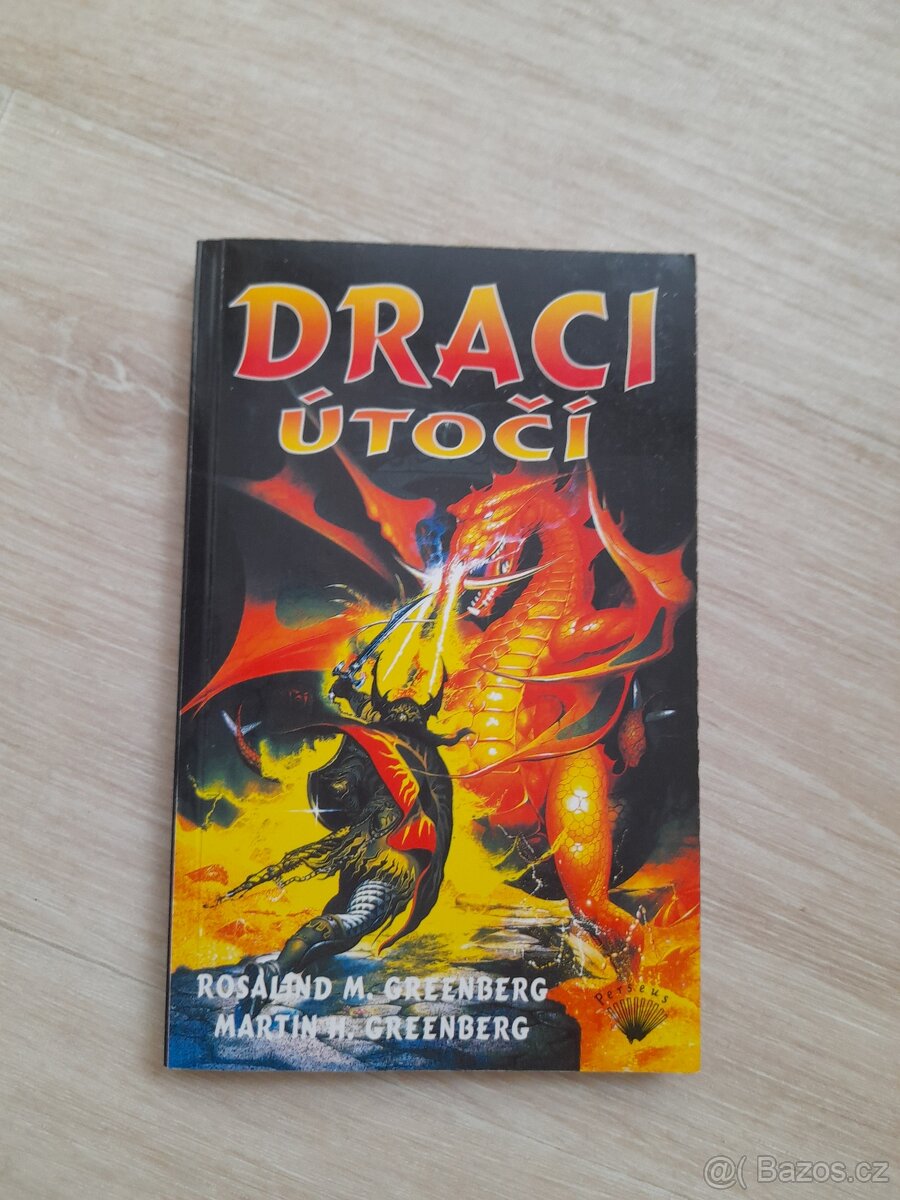 DRACI
ÚTOČÍ
ROSALIND M. GREENBERG
MARTIN H. GREENBERG
Perseus
@( Bazos.cz